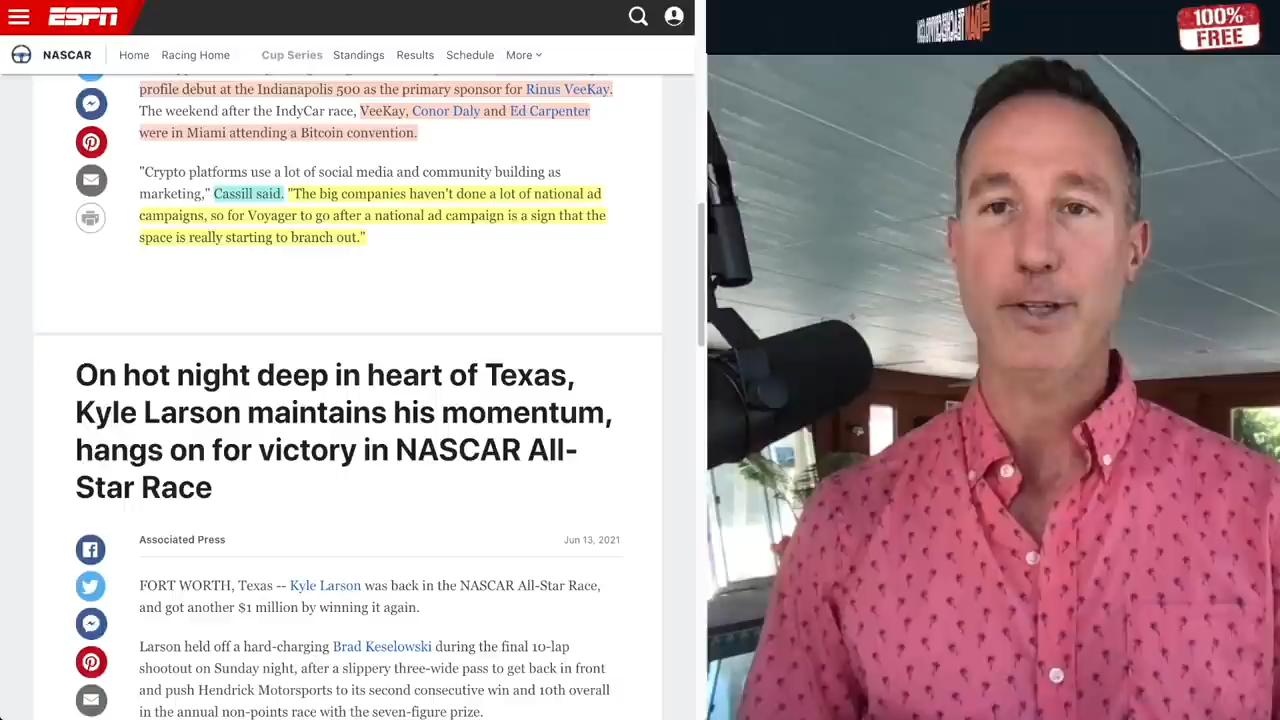 ESPN
100%
FREE
NASCAR
Home
Racing Home
Cup Series
Standings
Results
Schedule
More
profile debut at the Indianapolis 500 as the primary sponsor for Rinus VeeKay.
The weekend after the IndyCar race, VeeKay, Conor Daly and Ed Carpenter
were in Miami attending a Bitcoin convention.
"Crypto platforms use a lot of social media and community building as
marketing," Cassill said. "The big companies haven't done a lot of national ad
campaigns, so for Voyager to go after a national ad campaign is a sign that the
space is really starting to branch out."
On hot night deep in heart of Texas,
Kyle Larson maintains his momentum,
hangs on for victory in NASCAR All-
Star Race
Associated Press
Jun 13, 2021
FORT WORTH, Texas -- Kyle Larson was back in the NASCAR All-Star Race,
and got another $1 million by winning it again.
Larson held off a hard-charging Brad Keselowski during the final 10-lap
shootout on Sunday night, after a slippery three-wide pass to get back in front
and push Hendrick Motorsports to its second consecutive win and 10th overall
in the annual non-points race with the seven-figure prize.